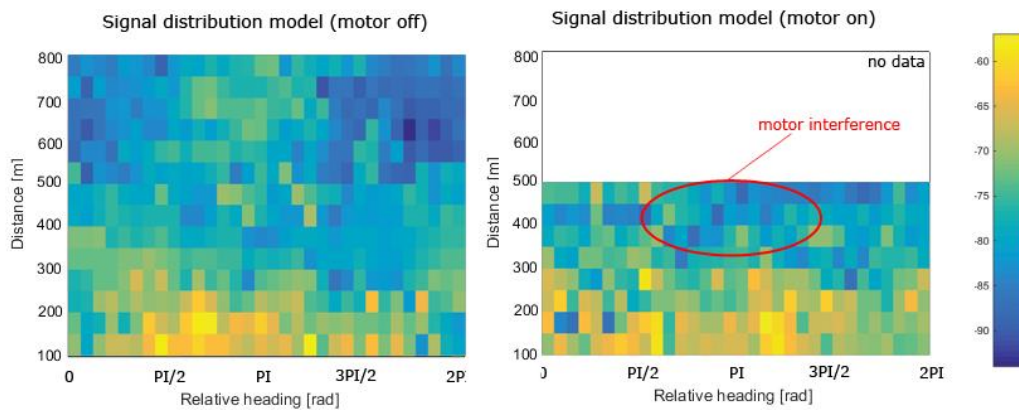 Signal distribution model (motor off)
800
700
600
500
400
300
200
100
Distance [m]
0 PI/2 PI 3PI/2 2PI
Relative heading [rad]
Signal distribution model (motor on)
no data
motor interference
800
700
600
500
400
300
200
100
Distance [m]
0 PI/2 PI 3PI/2 2PI
Relative heading [rad]
-60
-65
-70
-75
-80
-85
-90